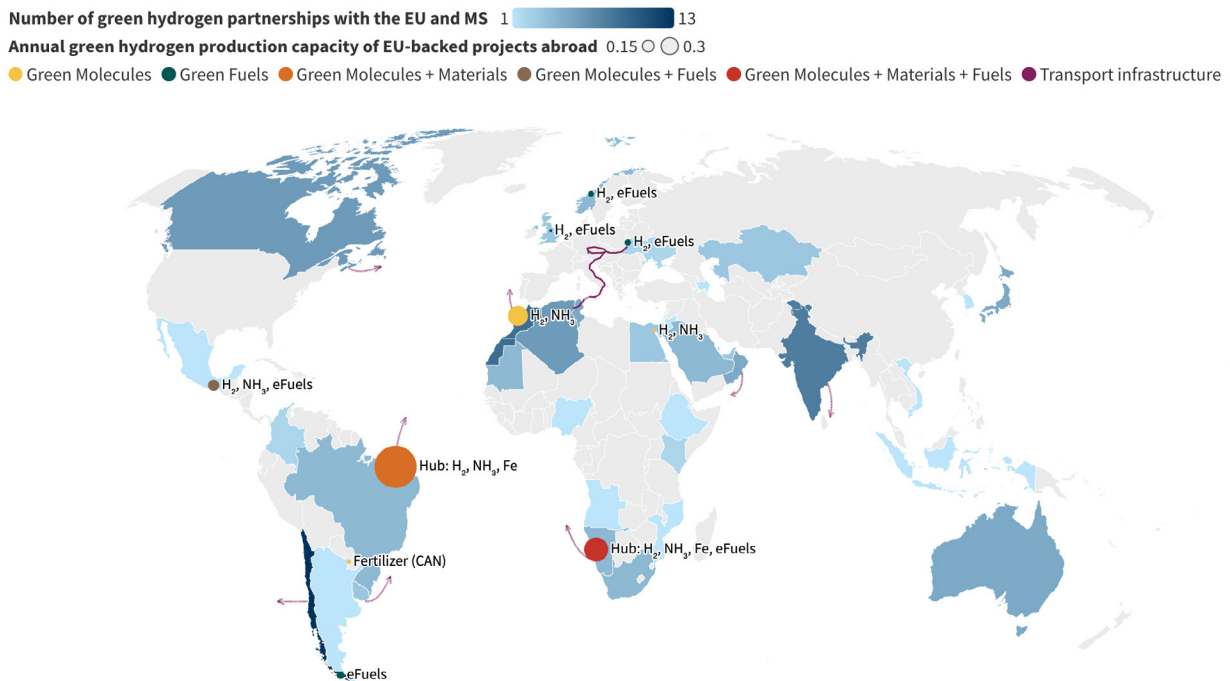 Number of green hydrogen partnerships with the EU and MS 1 13
Annual green hydrogen production capacity of EU-backed projects abroad 0.15 0.3
Green Molecules Green Fuels Green Molecules + Materials Green Molecules + Fuels Green Molecules + Materials + Fuels Transport infrastructure
H₂, eFuels
H₂, eFuels
H₂, eFuels
H₂, NH₃
H₂, NH₃
H₂, NH₃, eFuels
Hub: H₂, NH₃, Fe
Hub: H₂, NH₃, Fe, eFuels
Fertilizer (CAN)
eFuels